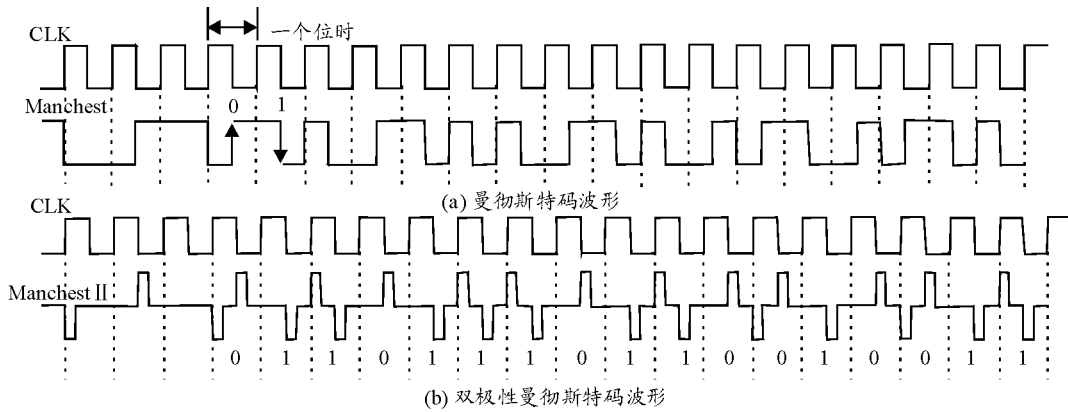 一个位时
CLK
Manchest
0 1
(a) 曼彻斯特码波形
CLK
Manchest II
0 1 1 0 1 1 1 0 1 1 0 0 1 0 0 1 1
(b) 双极性曼彻斯特码波形